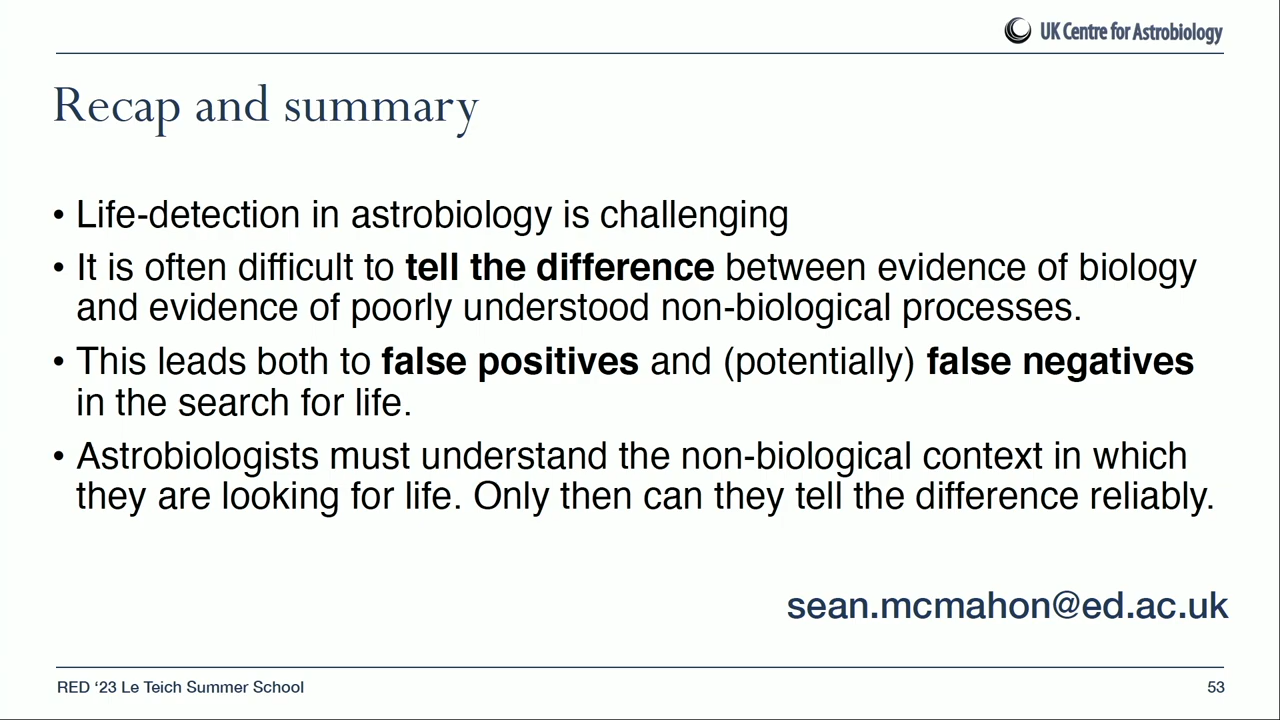 UK Centre for Astrobiology
Recap and summary
• Life-detection in astrobiology is challenging
• It is often difficult to tell the difference between evidence of biology
and evidence of poorly understood non-biological processes.
• This leads both to false positives and (potentially) false negatives
in the search for life.
• Astrobiologists must understand the non-biological context in which
they are looking for life. Only then can they tell the difference reliably.
sean.mcmahon@ed.ac.uk
RED ‘23 Le Teich Summer School
53